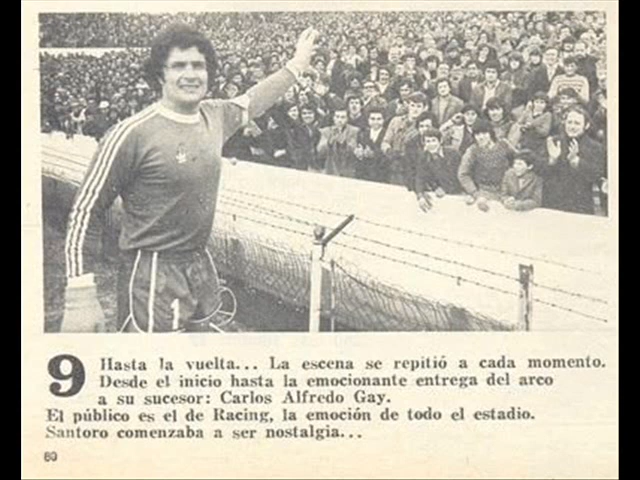 1
9 Hasta la vuelta... La escena se repitió a cada momento.
Desde el inicio hasta la emocionante entrega del arco
a su sucesor: Carlos Alfredo Gay.
El público es el de Racing, la emoción de todo el estadio.
Santoro comenzaba a ser nostalgia...